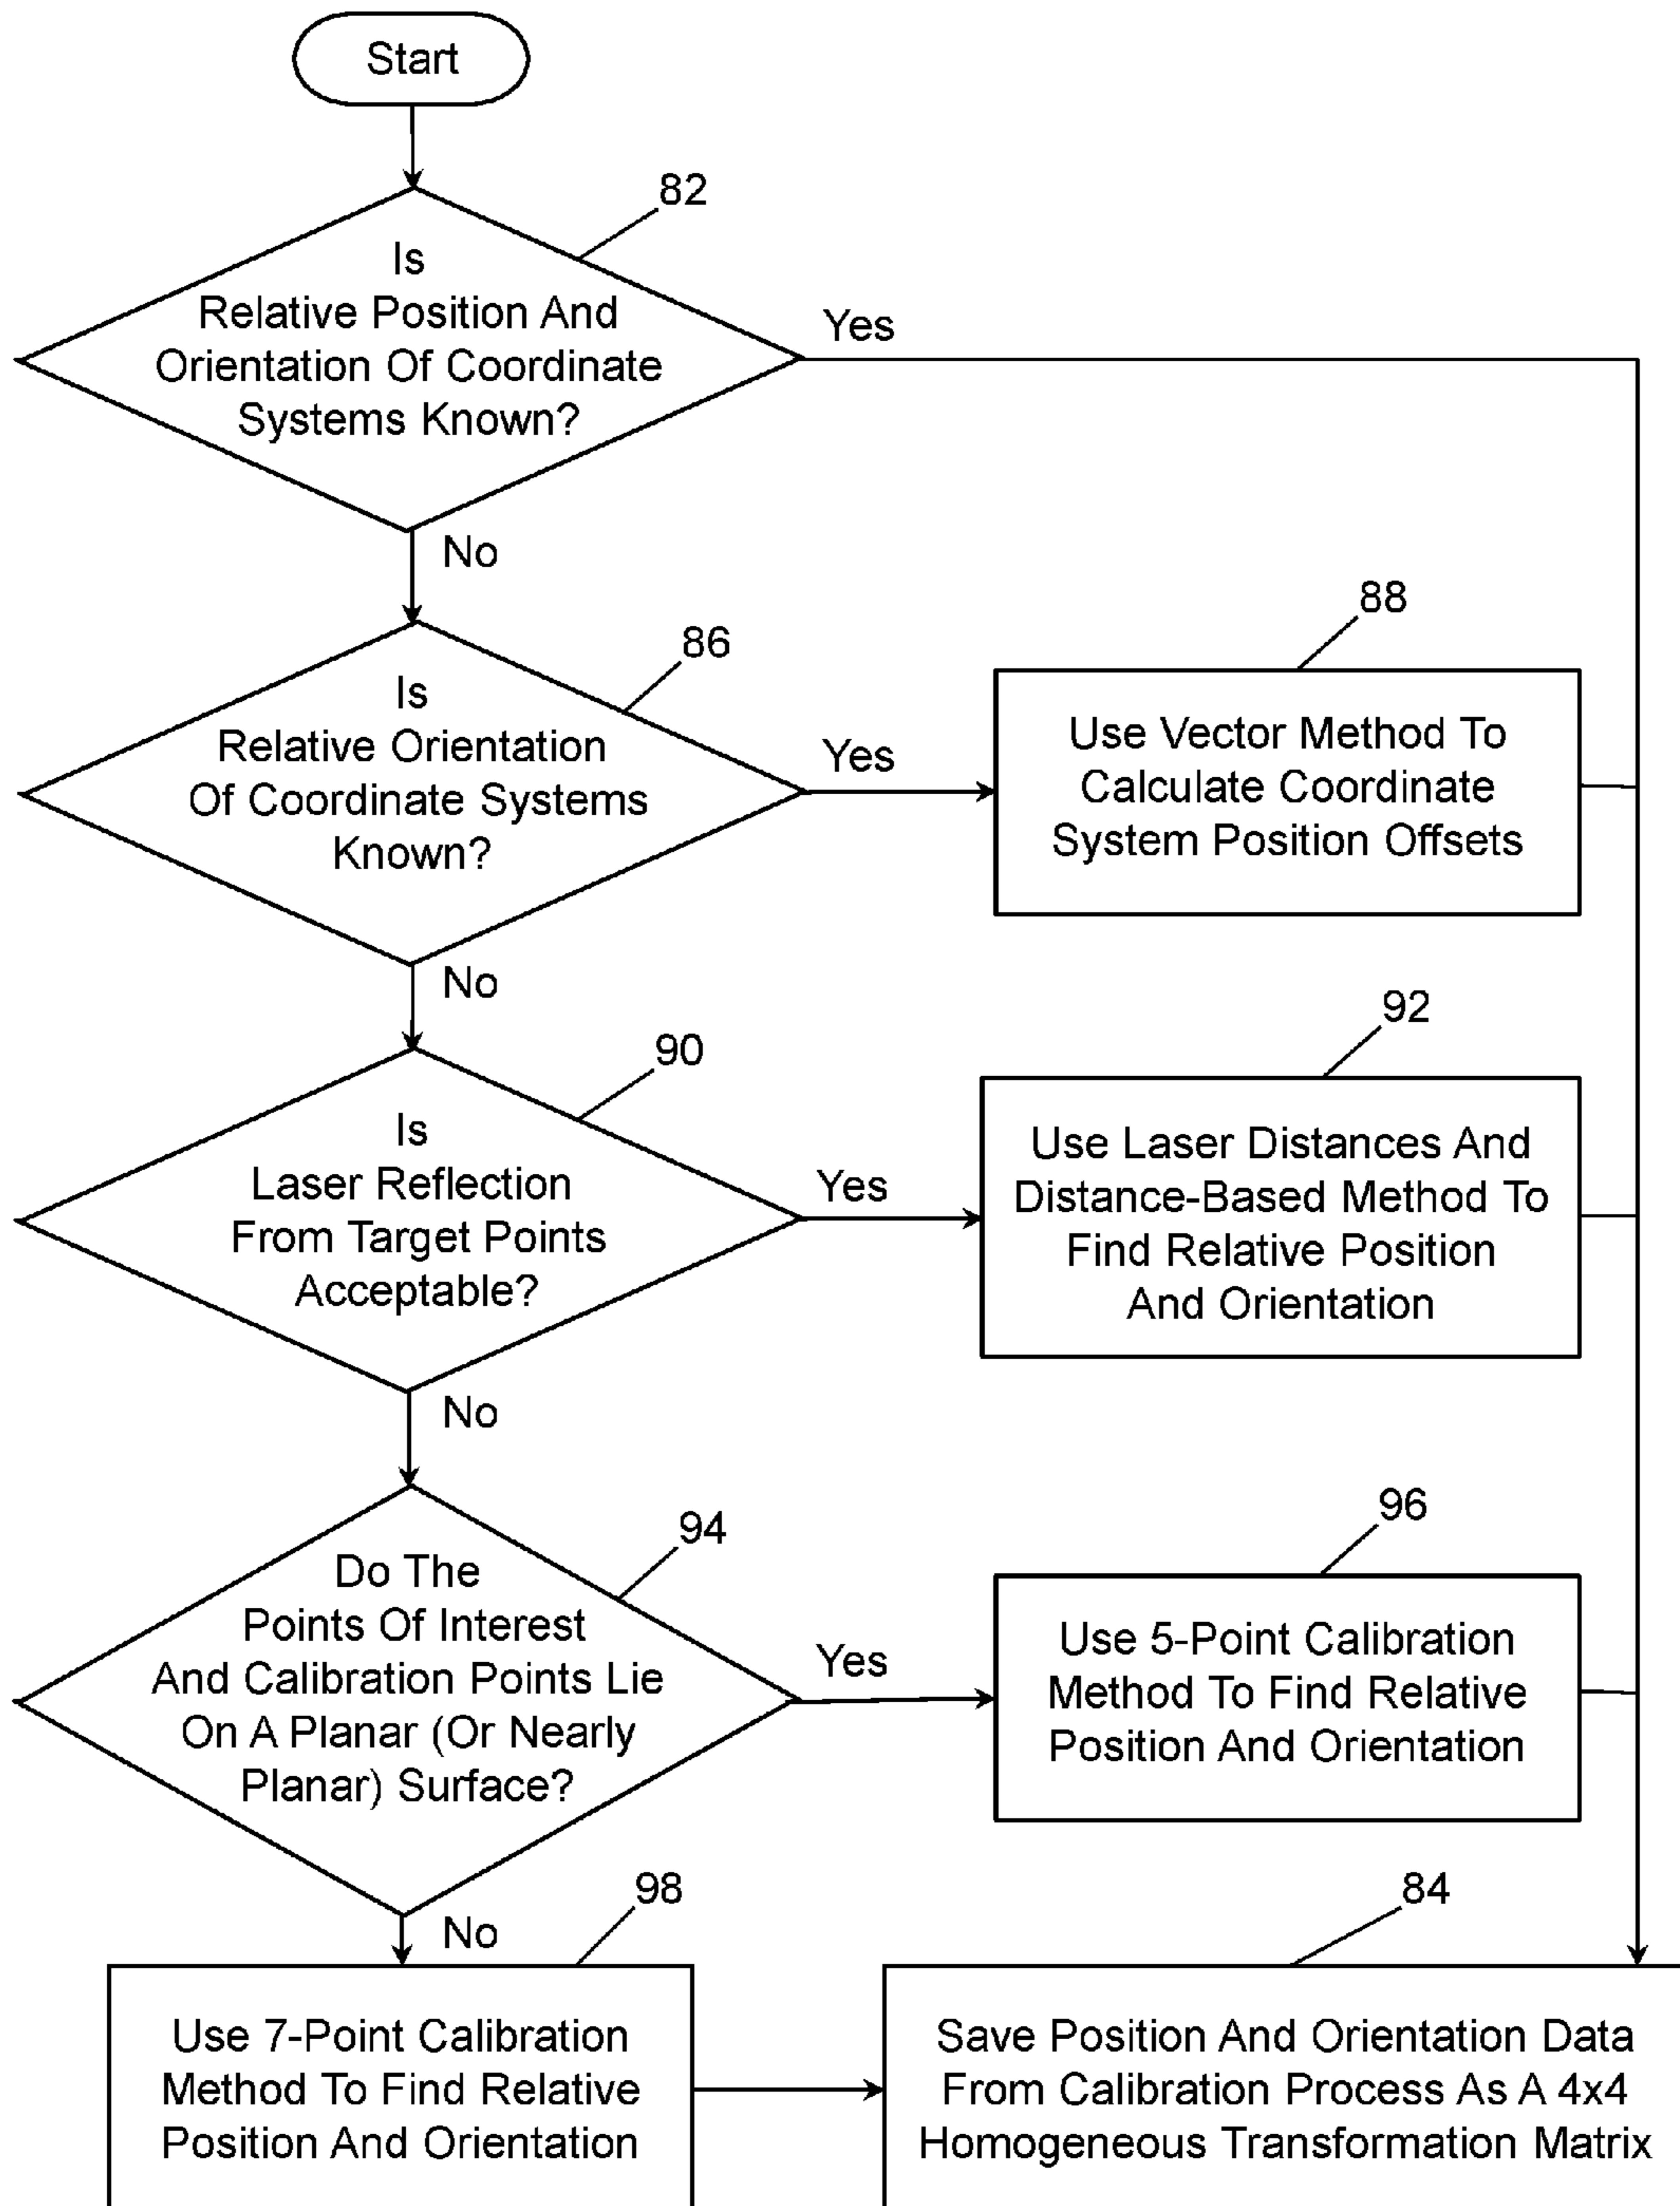 Start
82
Is
Relative Position And
Orientation Of Coordinate
Systems Known?
Yes
No
86
Is
Relative Orientation
Of Coordinate Systems
Known?
Yes
88
Use Vector Method To
Calculate Coordinate
System Position Offsets
No
90
Is
Laser Reflection
From Target Points
Acceptable?
Yes
92
Use Laser Distances And
Distance-Based Method To
Find Relative Position
And Orientation
No
94
Do The
Points Of Interest
And Calibration Points Lie
On A Planar (Or Nearly
Planar) Surface?
Yes
96
Use 5-Point Calibration
Method To Find Relative
Position And Orientation
No
98
Use 7-Point Calibration
Method To Find Relative
Position And Orientation
84
Save Position And Orientation Data
From Calibration Process As A 4x4
Homogeneous Transformation Matrix